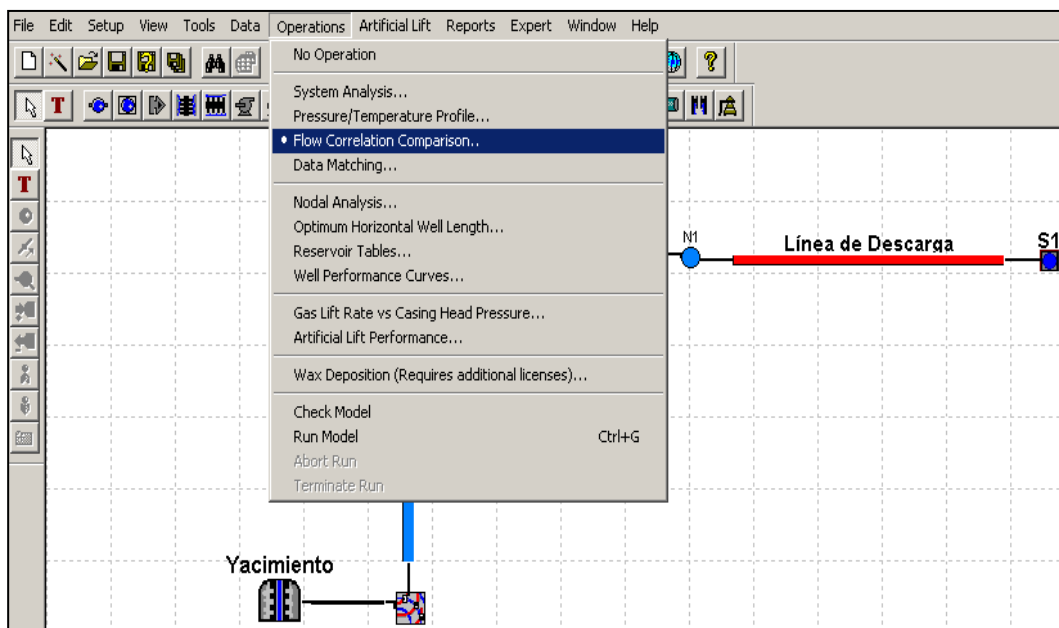 File Edit Setup View Tools Data Operations Artificial Lift Reports Expert Window Help
No Operation
T
System Analysis...
Pressure/Temperature Profile...
Flow Correlation Comparison..
Data Matching...
T
Nodal Analysis...
Optimum Horizontal Well Length...
Reservoir Tables...
Well Performance Curves...
N1
Línea de Descarga
S1
Gas Lift Rate vs Casing Head Pressure...
Artificial Lift Performance...
Wax Deposition (Requires additional licenses)...
Check Model
Run Model Ctrl+G
Abort Run
Terminate Run
Yacimiento